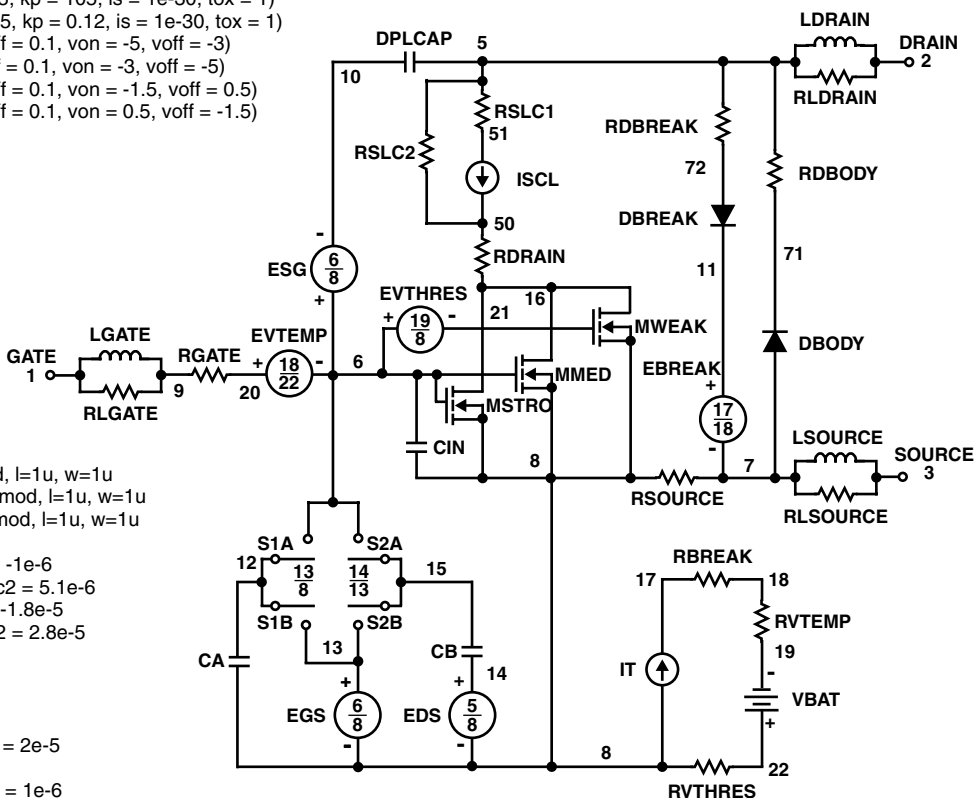 5, kp = 105, is = 1e-30, tox = 1)
5, kp = 0.12, is = 1e-30, tox = 1)
ff = 0.1, von = -5, voff = -3)
f = 0.1, von = -3, voff = -5)
ff = 0.1, von = -1.5, voff = 0.5)
ff = 0.1, von = 0.5, voff = -1.5)
LDRAIN
DPLCAP 5
DRAIN
2
10
RLDRAIN
RSLC1
51
RDBREAK
RSLC2
72
RDBODY
ISCL
DBREAK
50
-
RDRAIN
71
ESG 6/8
11
+
EVTHRES
16
+ 19/8 -
21
MWEAK
LGATE
EVTEMP
GATE
1
RGATE
+ 18/22 -
6
EBREAK
DBODY
MMED
+
9
20
MSTRO
17/18
RLGATE
LSOURCE
CIN
-
SOURCE
3
8
7
d, l=1u, w=1u
RSOURCE
mod, l=1u, w=1u
RLSOURCE
mod, l=1u, w=1u
S1A
S2A
RBREAK
-1e-6
12
13/8
14/13
15
17
18
c2 = 5.1e-6
-1.8e-5
RVTEMP
2 = 2.8e-5
S1B
S2B
19
13
CB
CA
14
IT
-
+
+
VBAT
EGS 6/8
EDS 5/8
+
-
-
= 2e-5
8
22
= 1e-6
RVTHRES